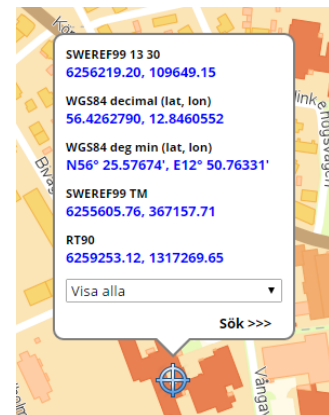 SWEREF99 13 30
6256219.20, 109649.15
WGS84 decimal (lat, lon)
56.4262790, 12.8460552
WGS84 deg min (lat, lon)
N56° 25.57674', E12° 50.76331'
SWEREF99 TM
6255605.76, 367157.71
RT90
6259253.12, 1317269.65
Visa alla
Sök >>>